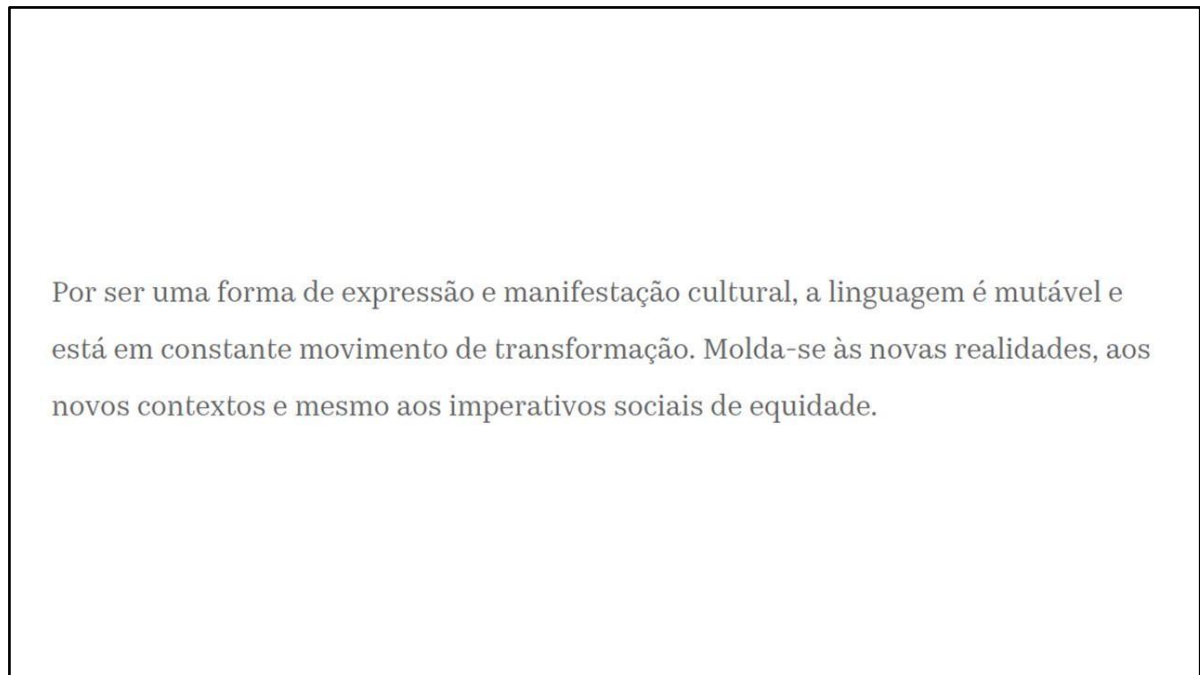 Por ser uma forma de expressão e manifestação cultural, a linguagem é mutável e
está em constante movimento de transformação. Molda-se às novas realidades, aos
novos contextos e mesmo aos imperativos sociais de equidade.